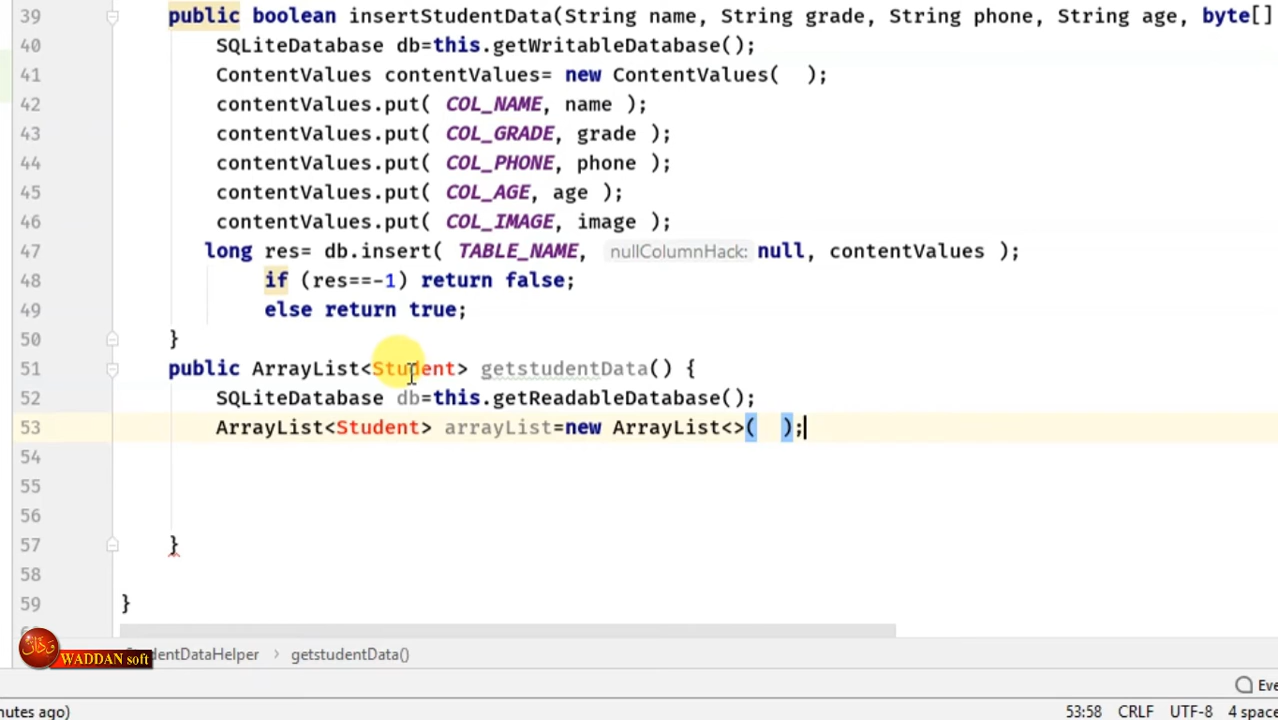 39 public boolean insertStudentData(String name, String grade, String phone, String age, byte[]
40 SQLiteDatabase db=this.getWritableDatabase();
41 ContentValues contentValues= new ContentValues(  );
42 contentValues.put( COL_NAME, name );
43 contentValues.put( COL_GRADE, grade );
44 contentValues.put( COL_PHONE, phone );
45 contentValues.put( COL_AGE, age );
46 contentValues.put( COL_IMAGE, image );
47 long res= db.insert( TABLE_NAME, nullColumnHack: null, contentValues );
48 if (res==-1) return false;
49 else return true;
50 }
51 public ArrayList<Student> getstudentData() {
52 SQLiteDatabase db=this.getReadableDatabase();
53 ArrayList<Student> arrayList=new ArrayList<>(  );
54
55
56
57 }
58
59 }
WADDAN soft
dentDataHelper › getstudentData()
Eve
nutes ago) 53:58 CRLF UTF-8 4 space